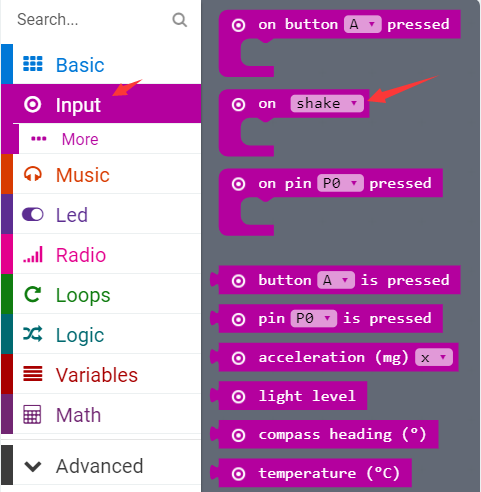 Search...
Basic
Input
More
Music
Led
Radio
Loops
Logic
Variables
Math
Advanced
on button A pressed
on shake
on pin P0 pressed
button A is pressed
pin P0 is pressed
acceleration (mg) x
light level
compass heading (°)
temperature (°C)